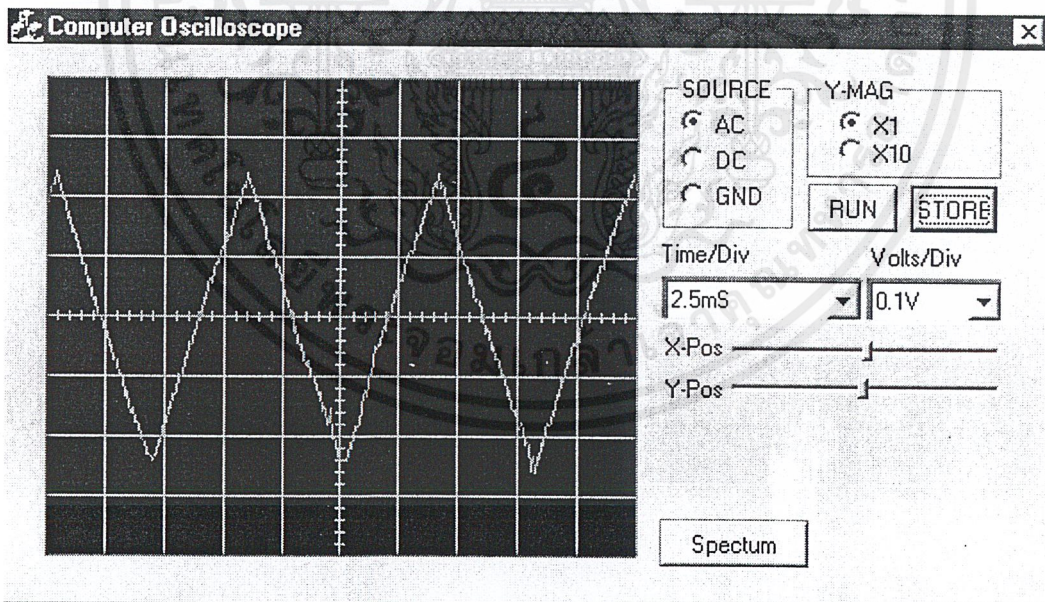 Computer Oscilloscope
SOURCE
AC
DC
GND
Y-MAG
X1
X10
RUN
STORE
Time/Div
Volts/Div
2.5mS
0.1V
X-Pos
Y-Pos
Spectum